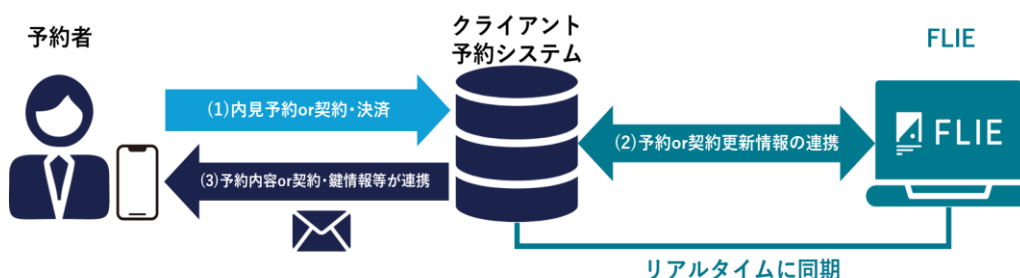 予約者
クライアント
予約システム
FLIE
(1)内見予約or契約・決済
(2)予約or契約更新情報の連携
FLIE
(3)予約内容or契約・鍵情報等が連携
リアルタイムに同期